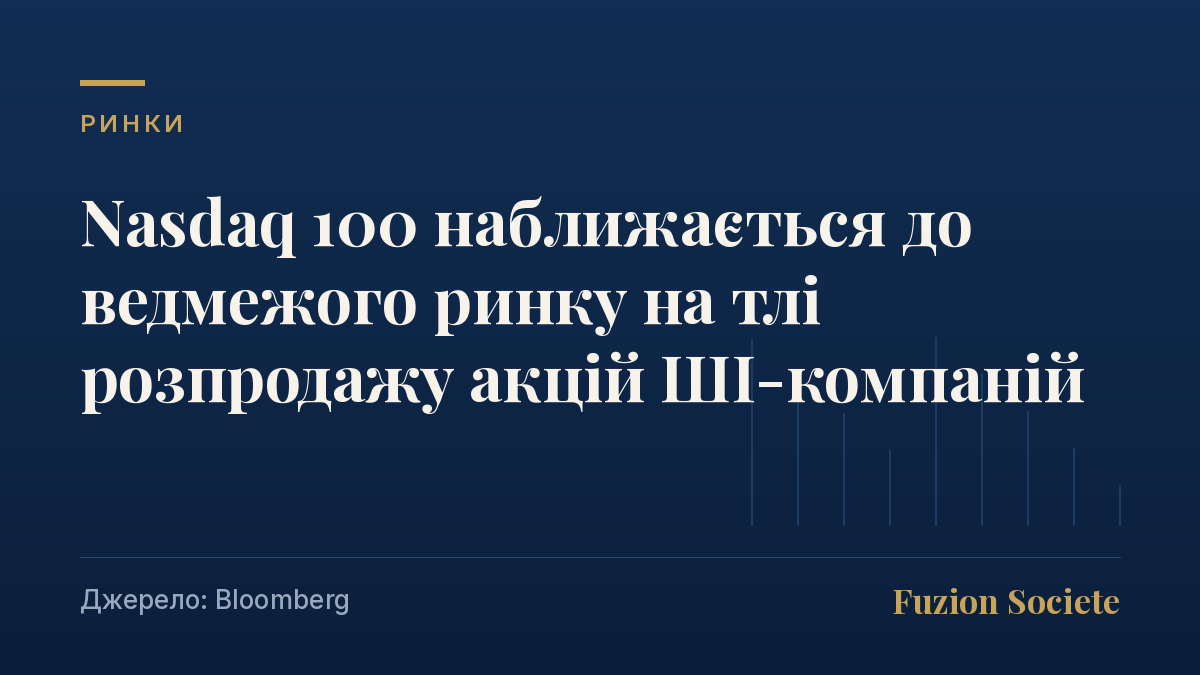 РИНКИ
Nasdaq 100 наближається до
ведмежого ринку на тлі
розпродажу акцій ШІ-компаній
Джерело: Bloomberg
Fuzion Societe